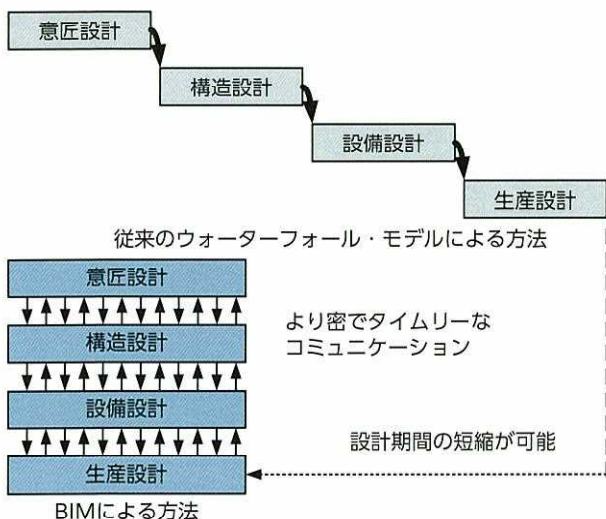 意匠設計
構造設計
設備設計
生産設計
従来のウォーターフォール・モデルによる方法
意匠設計
構造設計
設備設計
生産設計
より密でタイムリーな
コミュニケーション
設計期間の短縮が可能
BIMによる方法